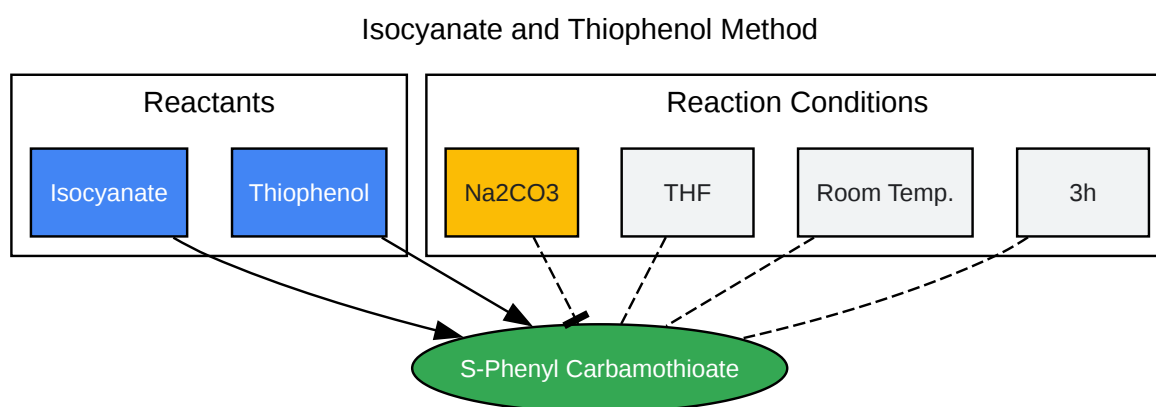 Isocyanate and Thiophenol Method
Reactants
Reaction Conditions
Isocyanate
Thiophenol
Na2CO3
THF
Room Temp.
3h
S-Phenyl Carbamothioate